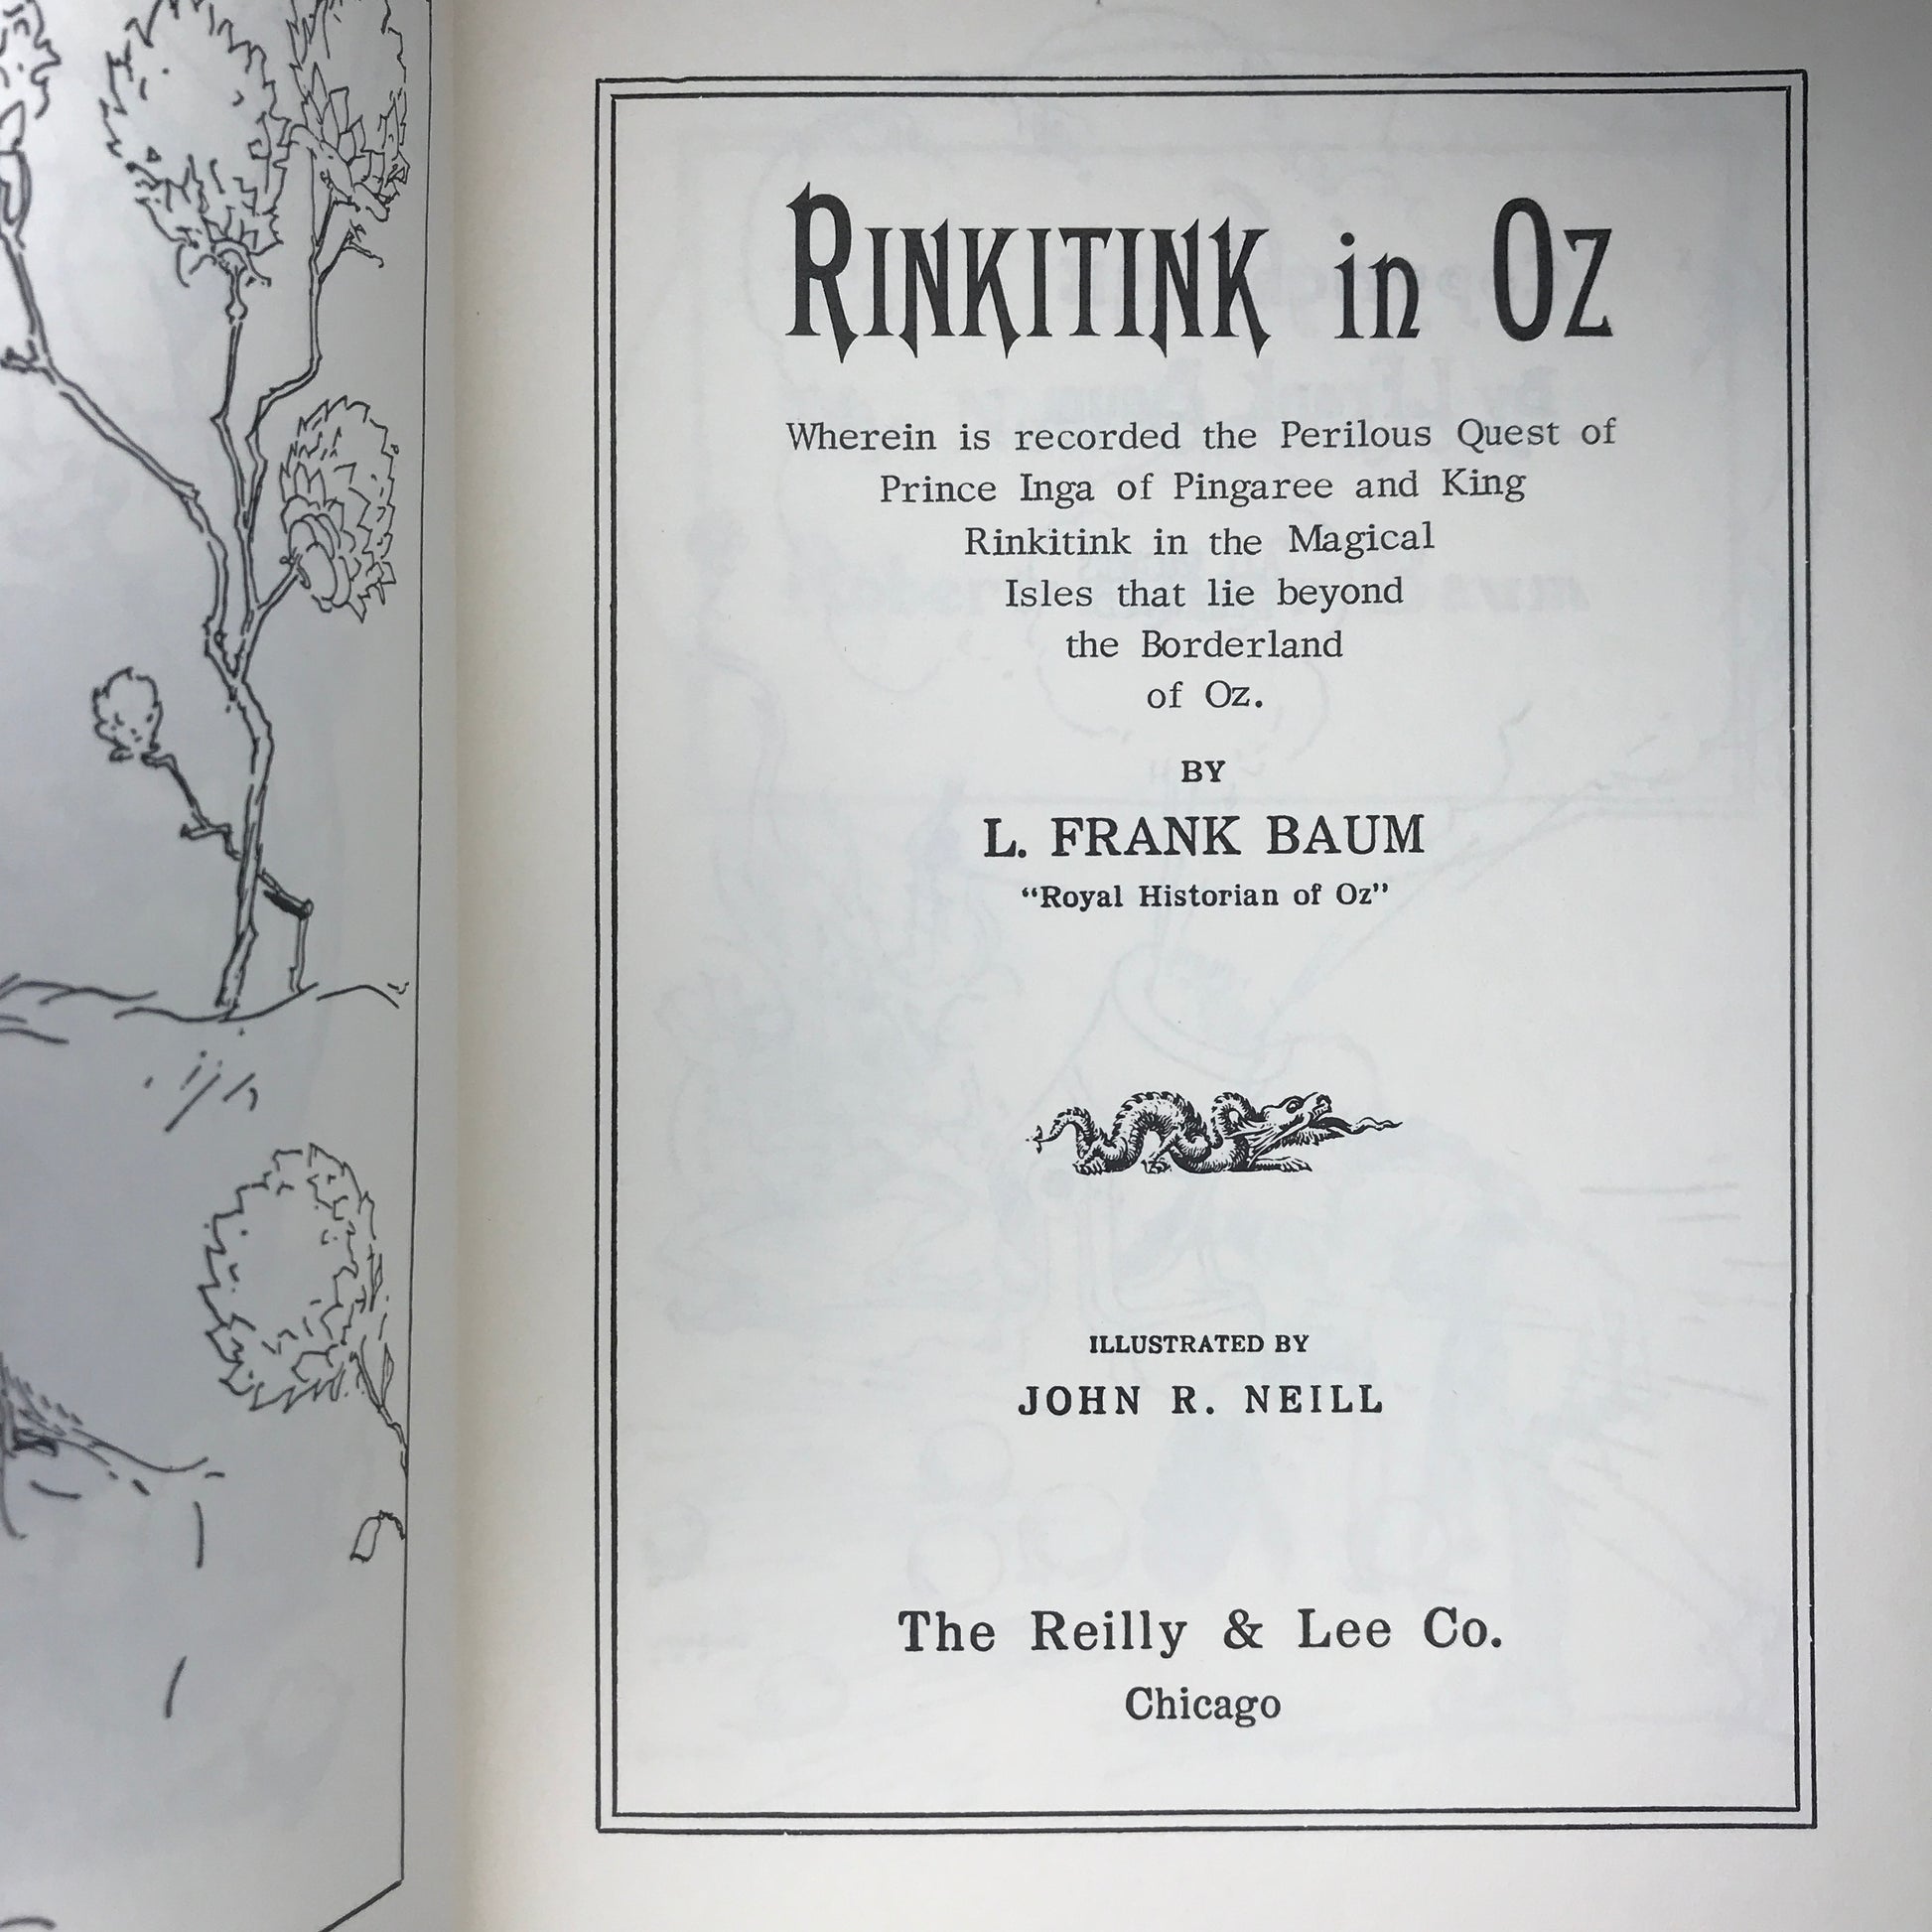 RINKITINK in OZ
Wherein is recorded the Perilous Quest of
Prince Inga of Pingaree and King
Rinkitink in the Magical
Isles that lie beyond
the Borderland
of Oz.
BY
L. FRANK BAUM
“Royal Historian of Oz”
ILLUSTRATED BY
JOHN R. NEILL
The Reilly & Lee Co.
Chicago